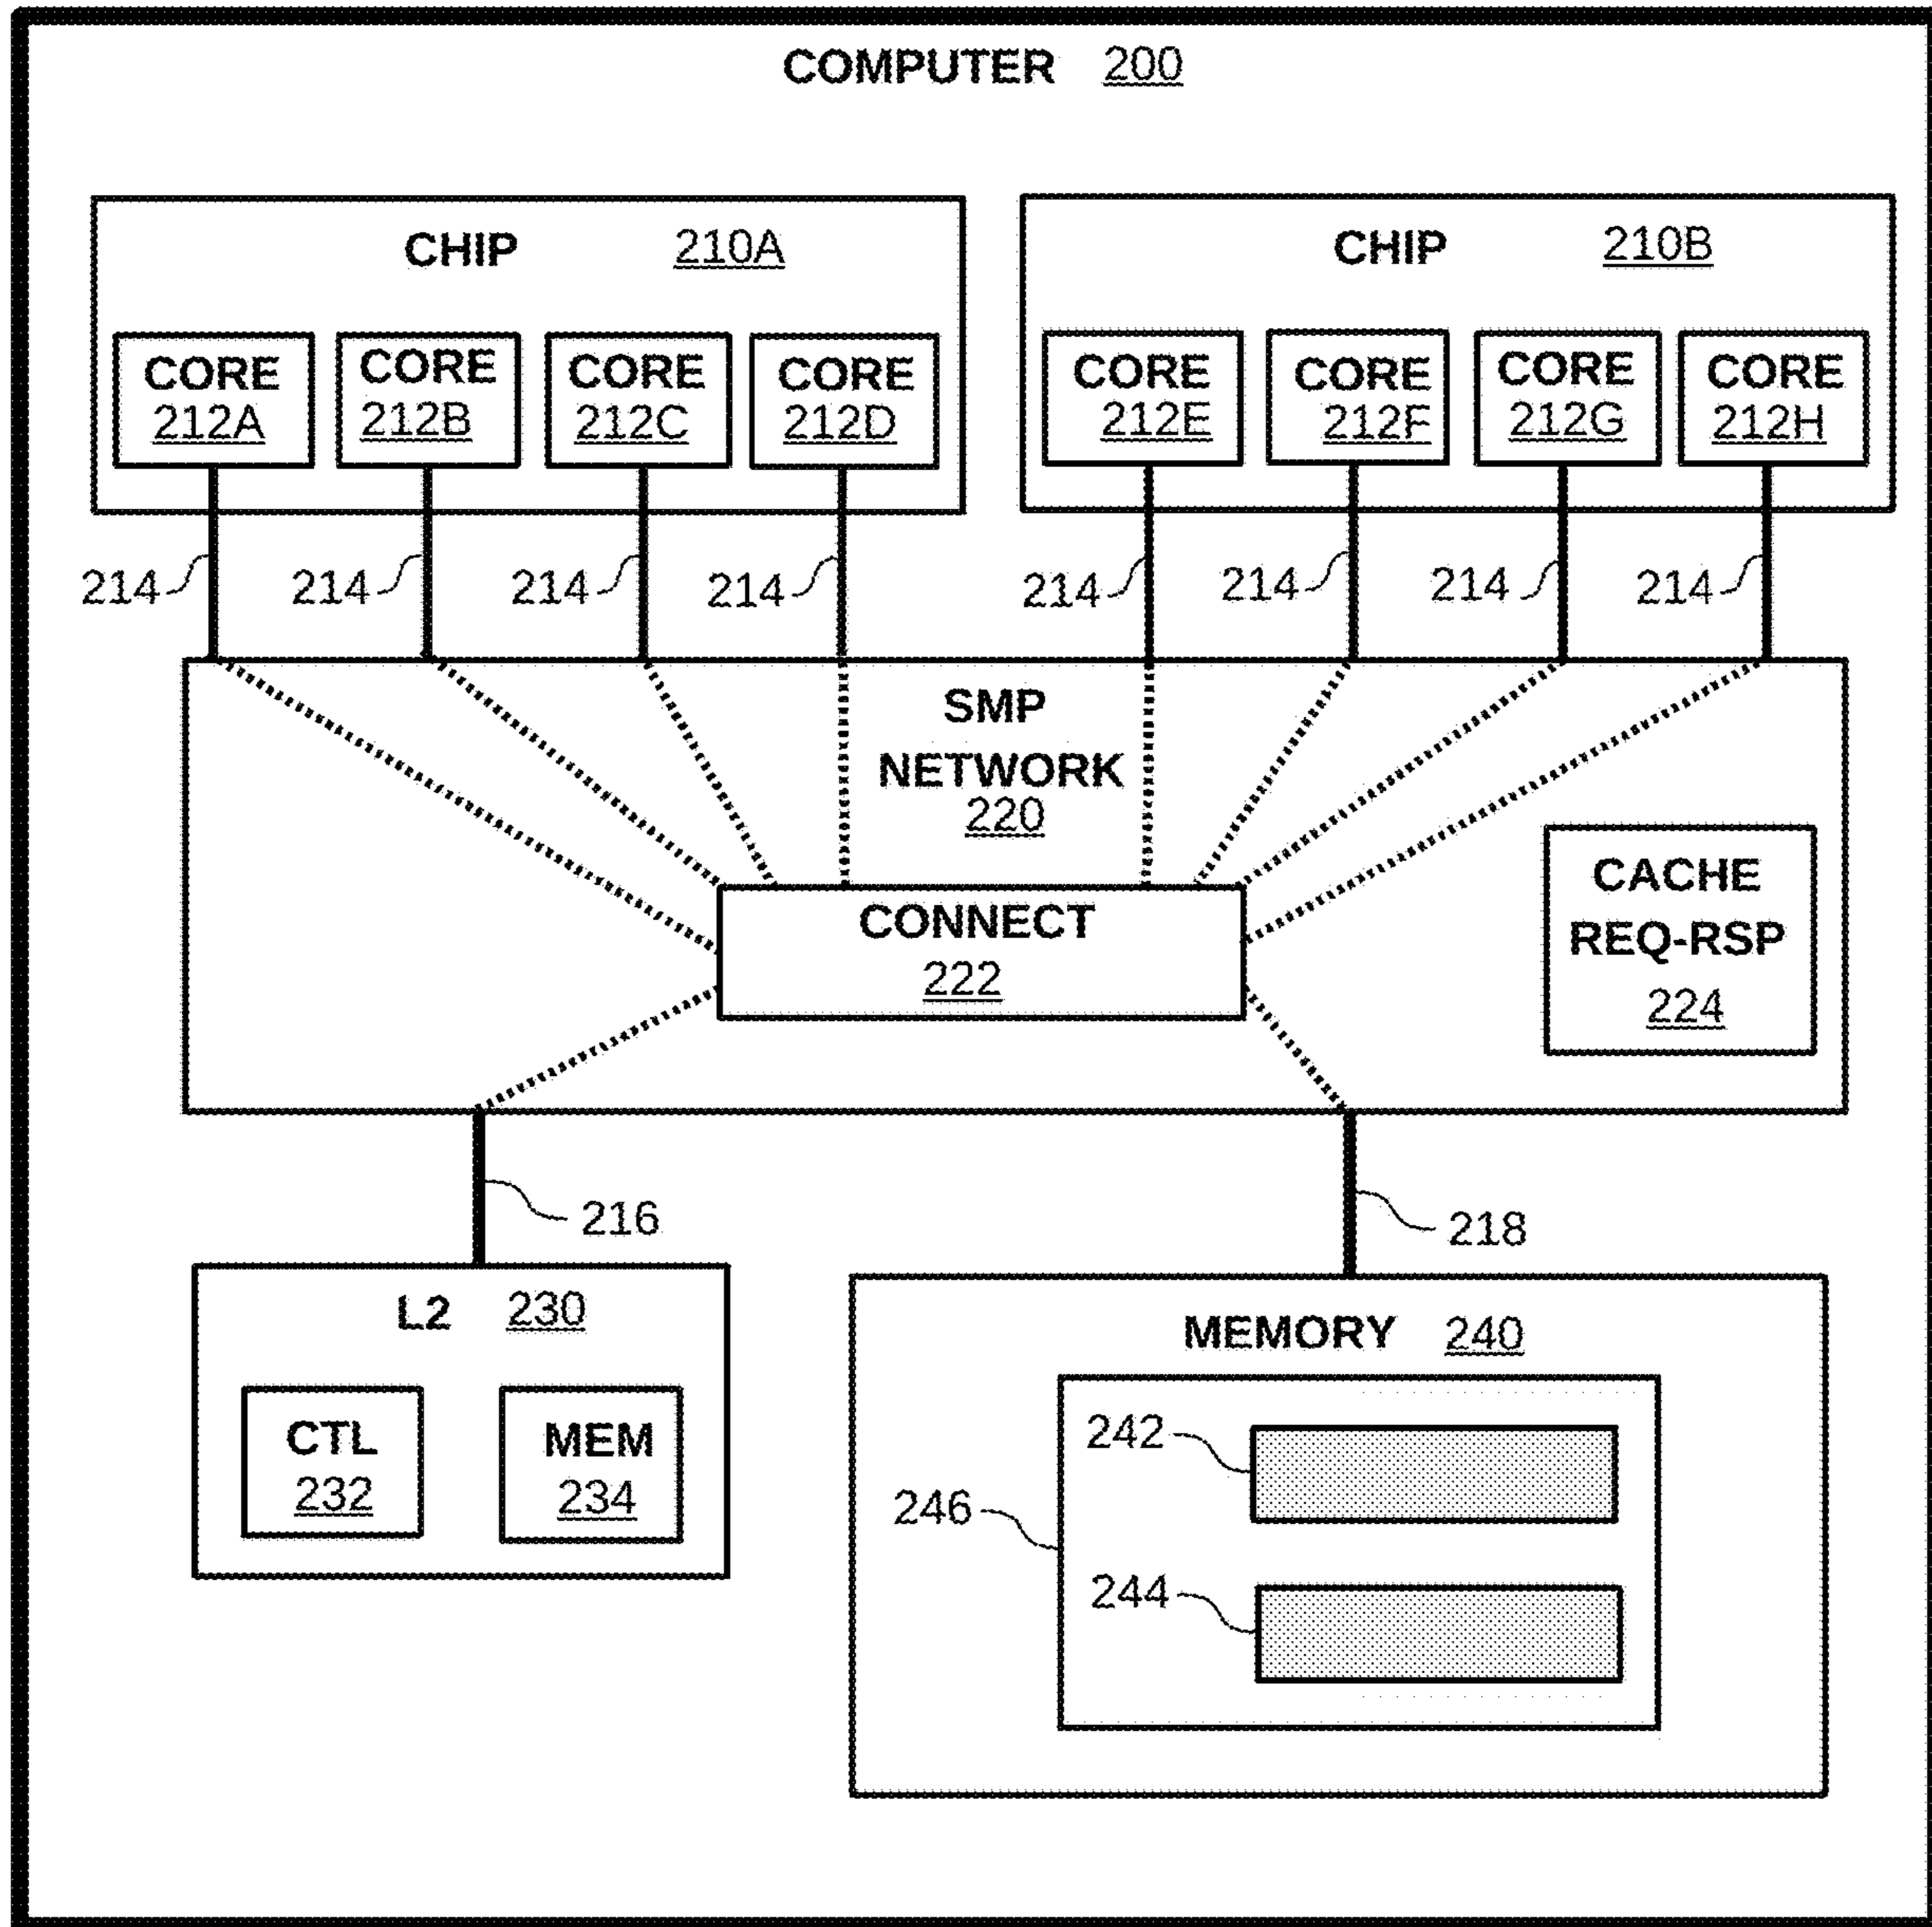 COMPUTER 200
CHIP 210A
CHIP 210B
CORE
212A
CORE
212B
CORE
212C
CORE
212D
CORE
212E
CORE
212F
CORE
212G
CORE
212H
214
214
214
214
214
214
214
214
SMP
NETWORK
220
CONNECT
222
CACHE
REQ-RSP
224
216
218
L2 230
CTL
232
MEM
234
MEMORY 240
242
246
244